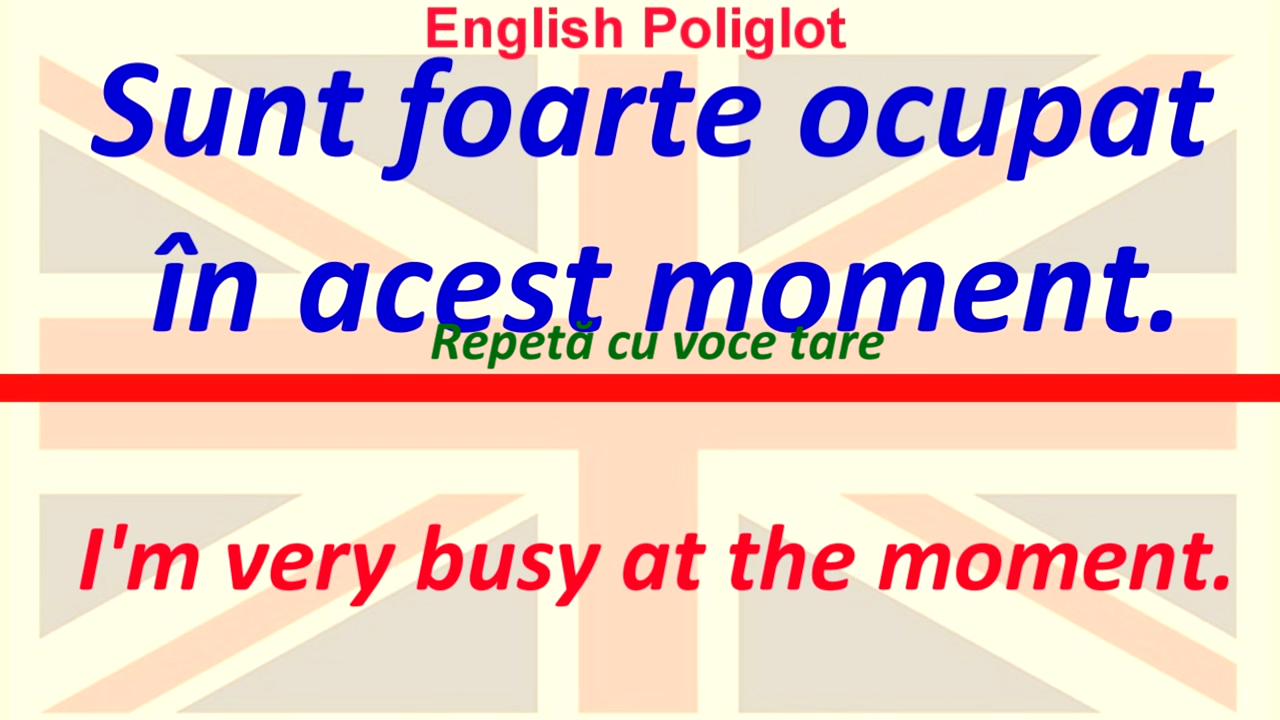 English Poliglot
Sunt foarte ocupat
în acest moment.
Repetă cu voce tare
I'm very busy at the moment.